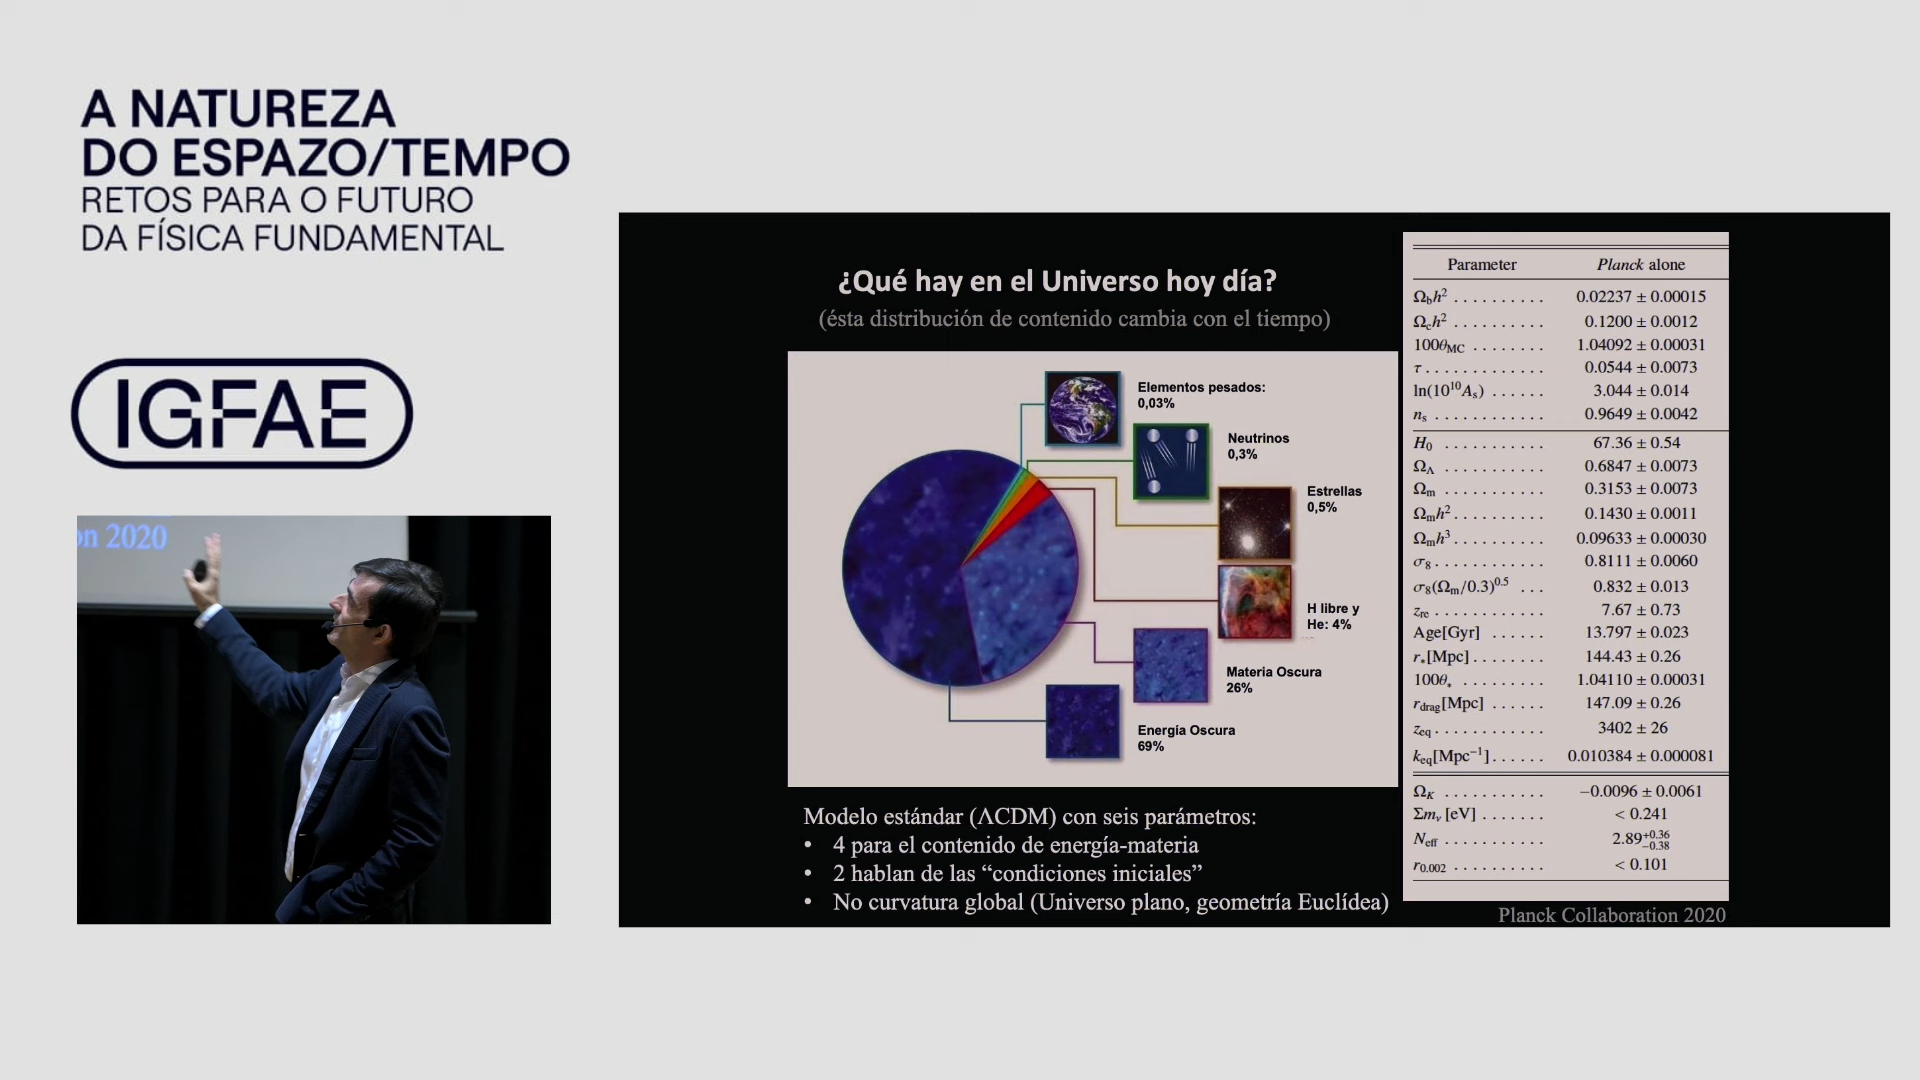 A NATUREZA
DO ESPAZO/TEMPO
RETOS PARA O FUTURO
DA FÍSICA FUNDAMENTAL
IGFAE
on 2020
¿Qué hay en el Universo hoy día?
(ésta distribución de contenido cambia con el tiempo)
Elementos pesados:
0,03%
Neutrinos
0,3%
Estrellas
0,5%
H libre y
He: 4%
Materia Oscura
26%
Energía Oscura
69%
Modelo estándar (ΛCDM) con seis parámetros:
• 4 para el contenido de energía-materia
• 2 hablan de las “condiciones iniciales”
• No curvatura global (Universo plano, geometría Euclídea)
Parameter Planck alone
Ω_b h² . . . . . . . . . . 0.02237 ± 0.00015
Ω_c h² . . . . . . . . . . 0.1200 ± 0.0012
100θ_MC . . . . . . . . 1.04092 ± 0.00031
τ . . . . . . . . . . . . . 0.0544 ± 0.0073
ln(10¹⁰A_s) . . . . . . 3.044 ± 0.014
n_s . . . . . . . . . . . . 0.9649 ± 0.0042
H₀ . . . . . . . . . . . 67.36 ± 0.54
Ω_Λ . . . . . . . . . . . 0.6847 ± 0.0073
Ω_m . . . . . . . . . . . 0.3153 ± 0.0073
Ω_m h² . . . . . . . . . . 0.1430 ± 0.0011
Ω_m h³ . . . . . . . . . . 0.09633 ± 0.00030
σ₈ . . . . . . . . . . . . 0.8111 ± 0.0060
σ₈(Ω_m/0.3)^0.5 . . . 0.832 ± 0.013
z_re . . . . . . . . . . . . 7.67 ± 0.73
Age[Gyr] . . . . . . 13.797 ± 0.023
r_*[Mpc] . . . . . . . . 144.43 ± 0.26
100θ_* . . . . . . . . . 1.04110 ± 0.00031
r_drag[Mpc] . . . . . . 147.09 ± 0.26
z_eq . . . . . . . . . . . . 3402 ± 26
k_eq[Mpc⁻¹] . . . . . . 0.010384 ± 0.000081
Ω_K . . . . . . . . . . . −0.0096 ± 0.0061
Σm_ν [eV] . . . . . . . < 0.241
N_eff . . . . . . . . . . . 2.89 +0.36 −0.38
r_0.002 . . . . . . . . . . < 0.101
Planck Collaboration 2020